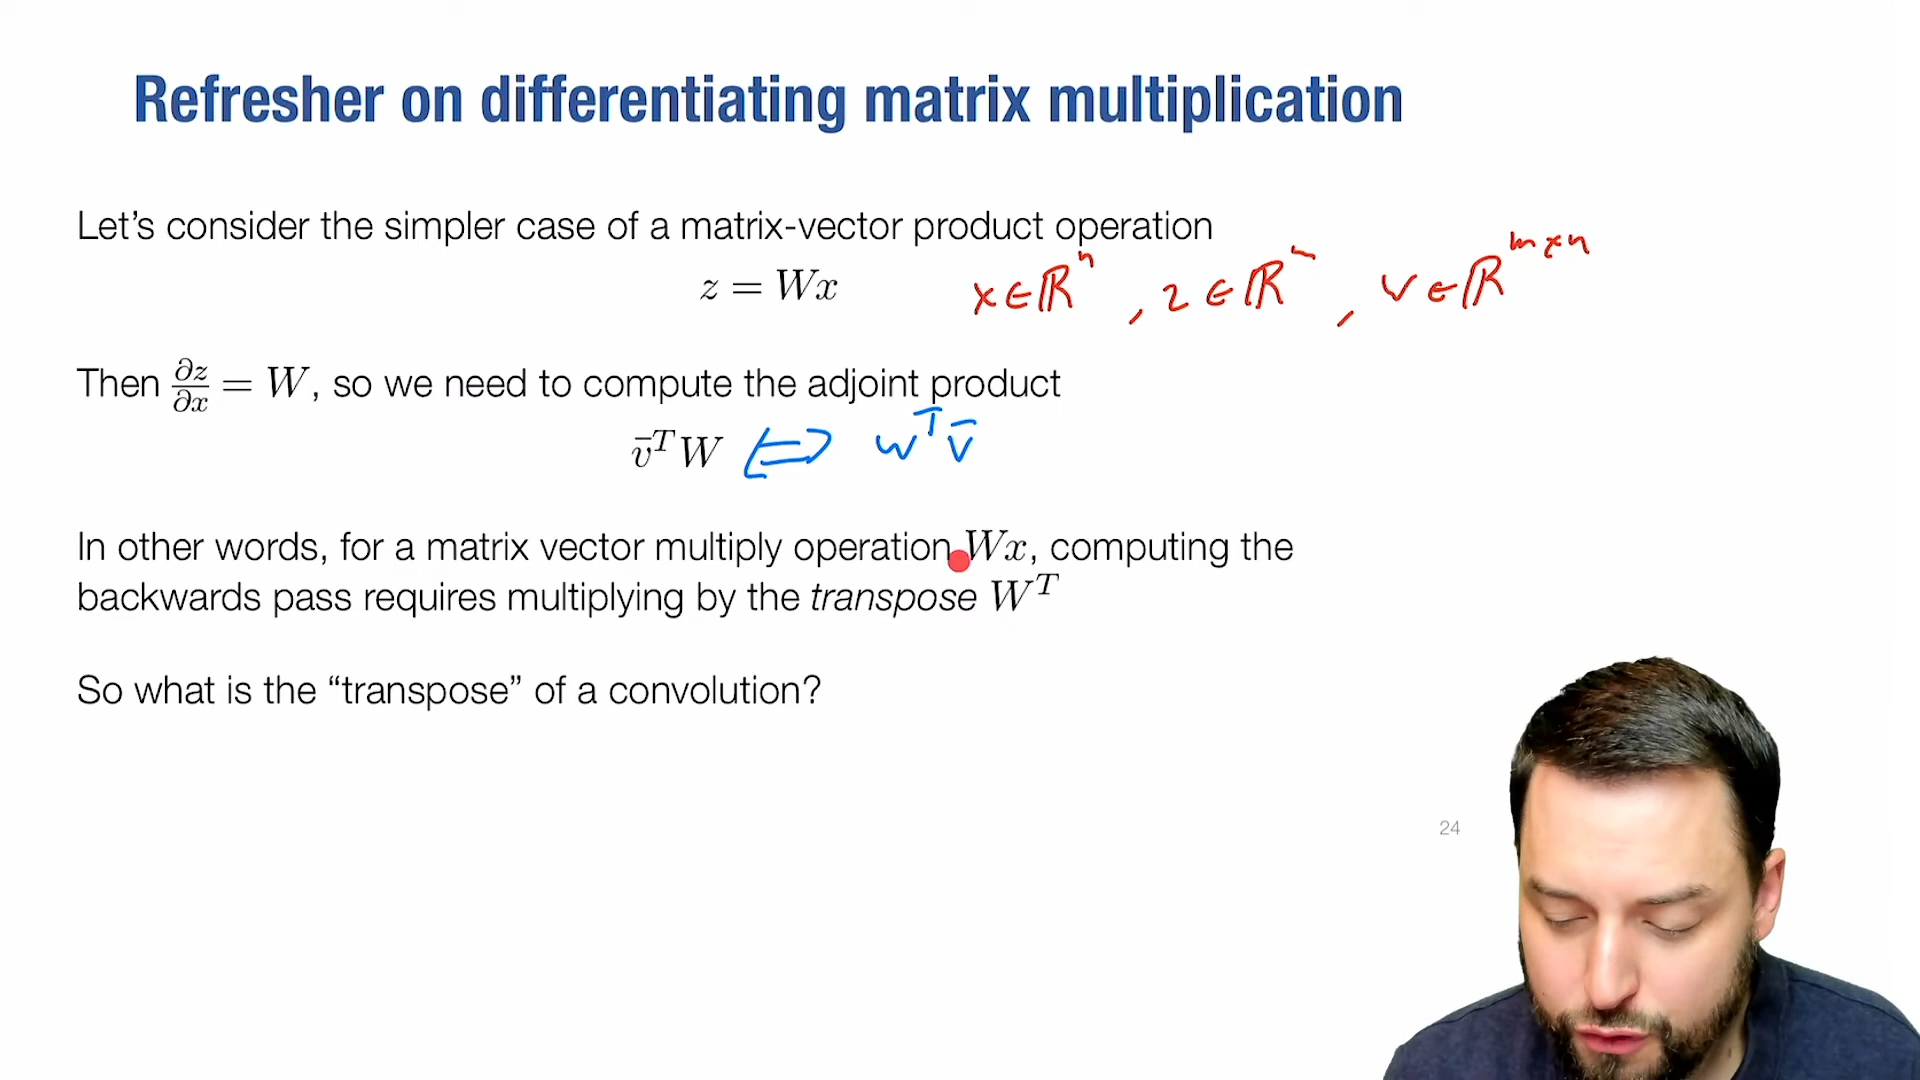 Refresher on differentiating matrix multiplication
Let's consider the simpler case of a matrix-vector product operation
z = Wx   x ∈ ℝⁿ , z ∈ ℝᵐ , W ∈ ℝᵐˣⁿ
Then ∂z/∂x = W, so we need to compute the adjoint product
v̄ᵀW ⟺ Wᵀv̄
In other words, for a matrix vector multiply operation Wx, computing the
backwards pass requires multiplying by the transpose Wᵀ
So what is the “transpose” of a convolution?
24